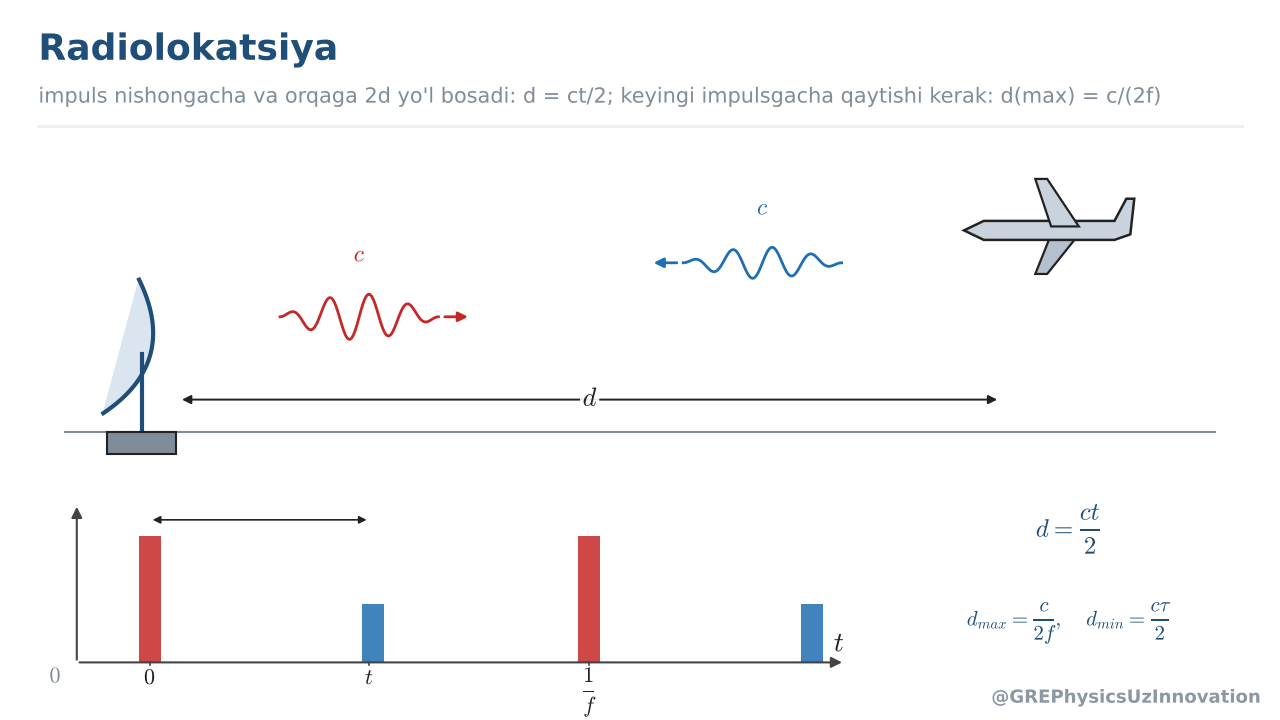 Radiolokatsiya
impuls nishongacha va orqaga 2d yo'l bosadi: d = ct/2; keyingi impulsgacha qaytishi kerak: d(max) = c/(2f)
c
c
d
d = ct/2
d_max = c/2f, d_min = cτ/2
t
0
0
t
1/f
@GREPhysicsUzInnovation